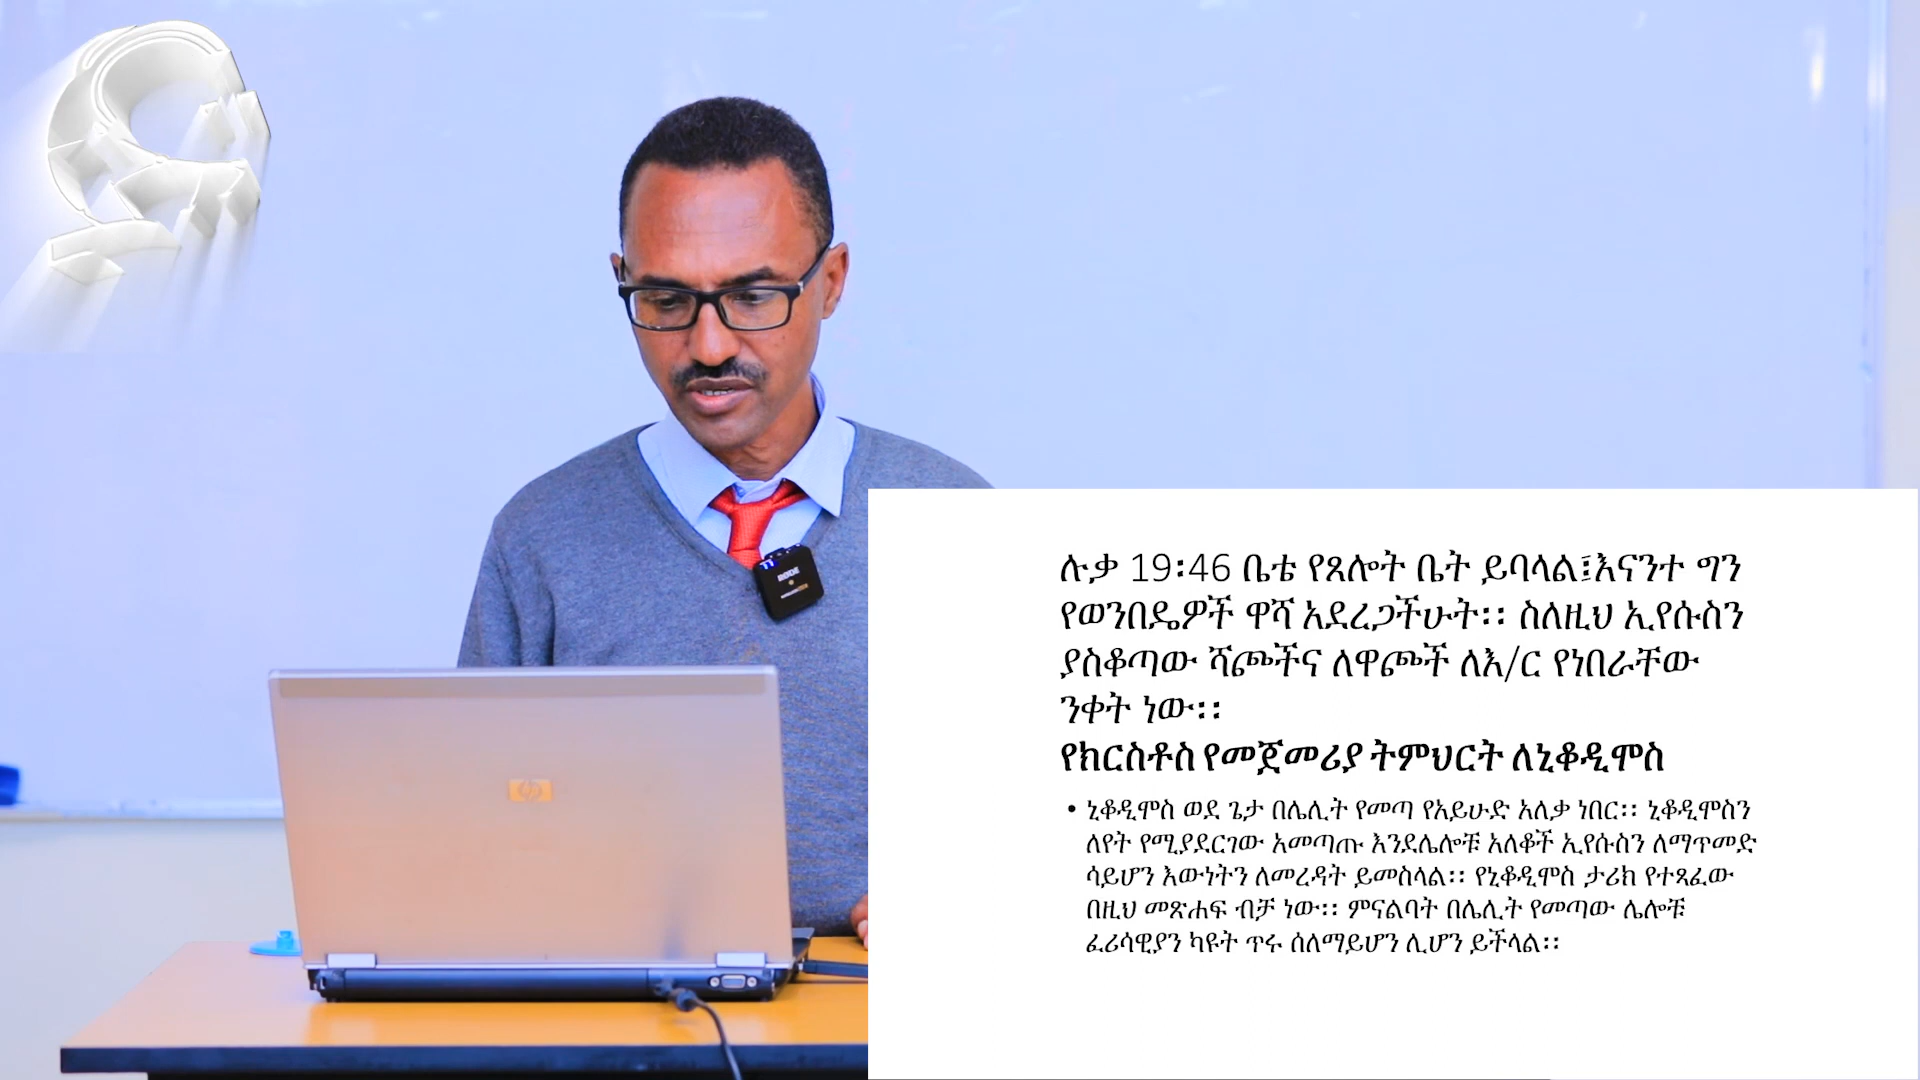 RODE
hp
ሉቃ 19፡46 ቤቴ የጸሎት ቤት ይባላል፤እናንተ ግን
የወንበዴዎች ዋሻ አደረጋችሁት፡፡ ስለዚህ ኢየሱስን
ያስቆጣው ሻጮችና ለዋጮች ለእ/ር የነበራቸው
ንቀት ነው፡፡
የክርስቶስ የመጀመሪያ ትምህርት ለኒቆዲሞስ
• ኒቆዲሞስ ወደ ጌታ በሌሊት የመጣ የአይሁድ አለቃ ነበር፡፡ ኒቆዲሞስን
ለየት የሚያደርገው አመጣጡ እንደሌሎቹ አለቆች ኢየሱስን ለማጥመድ
ሳይሆን እውነትን ለመረዳት ይመስላል፡፡ የኒቆዲሞስ ታሪክ የተጻፈው
በዚህ መጽሐፍ ብቻ ነው፡፡ ምናልባት በሌሊት የመጣው ሌሎቹ
ፈሪሳዊያን ካዩት ጥሩ ሰለማይሆን ሊሆን ይችላል፡፡